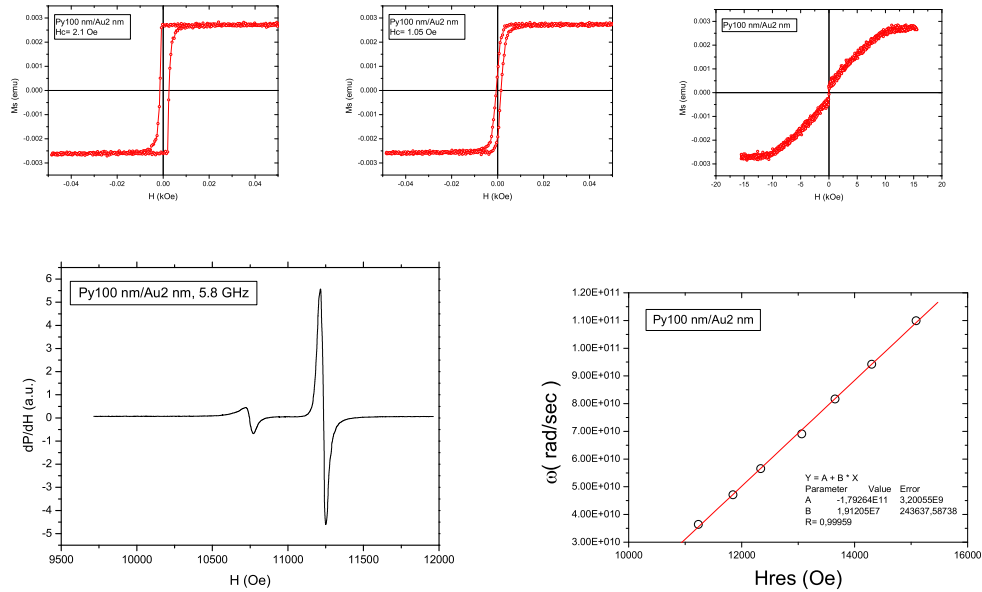 Py100 nm/Au2 nm
Hc= 2.1 Oe
Ms (emu)
0.003
0.002
0.001
0.000
-0.001
-0.002
-0.003
-0.04
-0.02
0.00
0.02
0.04
H (kOe)
Py100 nm/Au2 nm
Hc= 1.05 Oe
Ms (emu)
0.003
0.002
0.001
0.000
-0.001
-0.002
-0.003
-0.04
-0.02
0.00
0.02
0.04
H (kOe)
Py100 nm/Au2 nm
Ms (emu)
0.003
0.002
0.001
0.000
-0.001
-0.002
-0.003
-20
-15
-10
-5
0
5
10
15
20
H (kOe)
Py100 nm/Au2 nm, 5.8 GHz
dP/dH (a.u.)
6
5
4
3
2
1
0
-1
-2
-3
-4
-5
9500
10000
10500
11000
11500
12000
H (Oe)
Py100 nm/Au2 nm
ω( rad/sec )
1.20E+011
1.10E+011
1.00E+011
9.00E+010
8.00E+010
7.00E+010
6.00E+010
5.00E+010
4.00E+010
3.00E+010
Y = A + B * X
Parameter Value Error
A -1,79264E11 3,20055E9
B 1,91205E7 243637,58738
R= 0,99959
10000
12000
14000
16000
Hres (Oe)